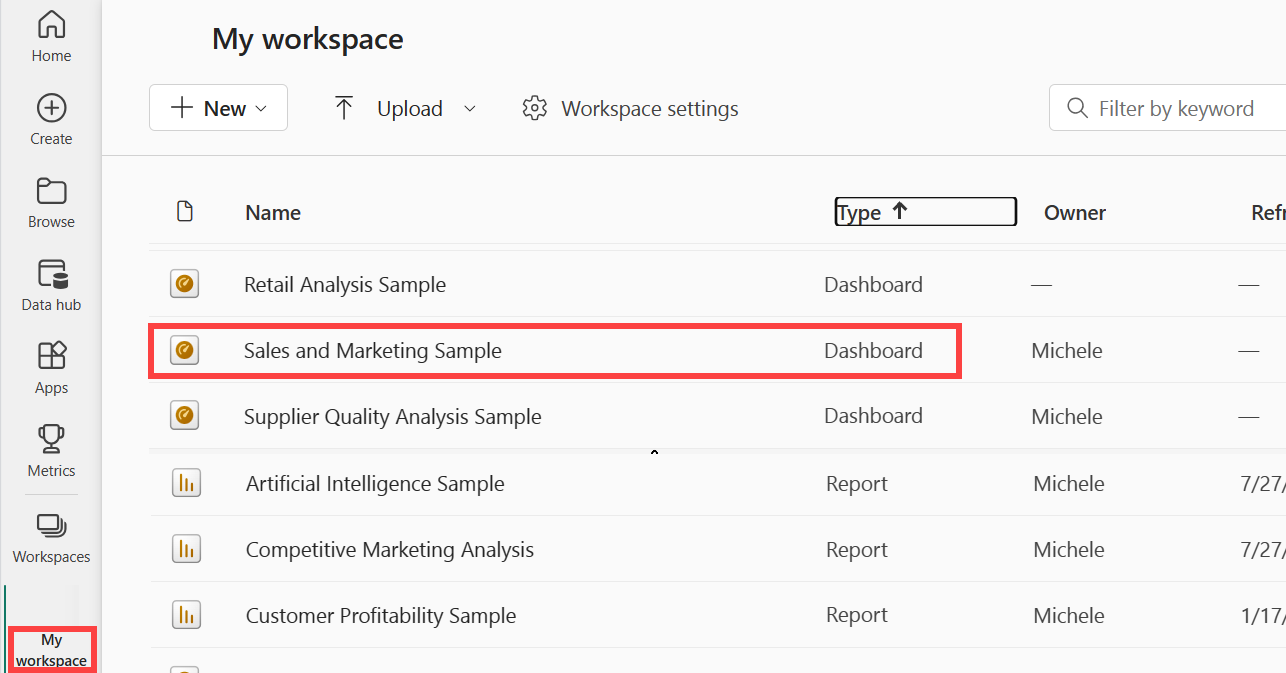 Home
Create
Browse
Data hub
Apps
Metrics
Workspaces
My
workspace
My workspace
New
Upload
Workspace settings
Filter by keyword
Name Type Owner Refr
Retail Analysis Sample Dashboard — —
Sales and Marketing Sample Dashboard Michele —
Supplier Quality Analysis Sample Dashboard Michele —
Artificial Intelligence Sample Report Michele 7/27/
Competitive Marketing Analysis Report Michele 7/27/
Customer Profitability Sample Report Michele 1/17/